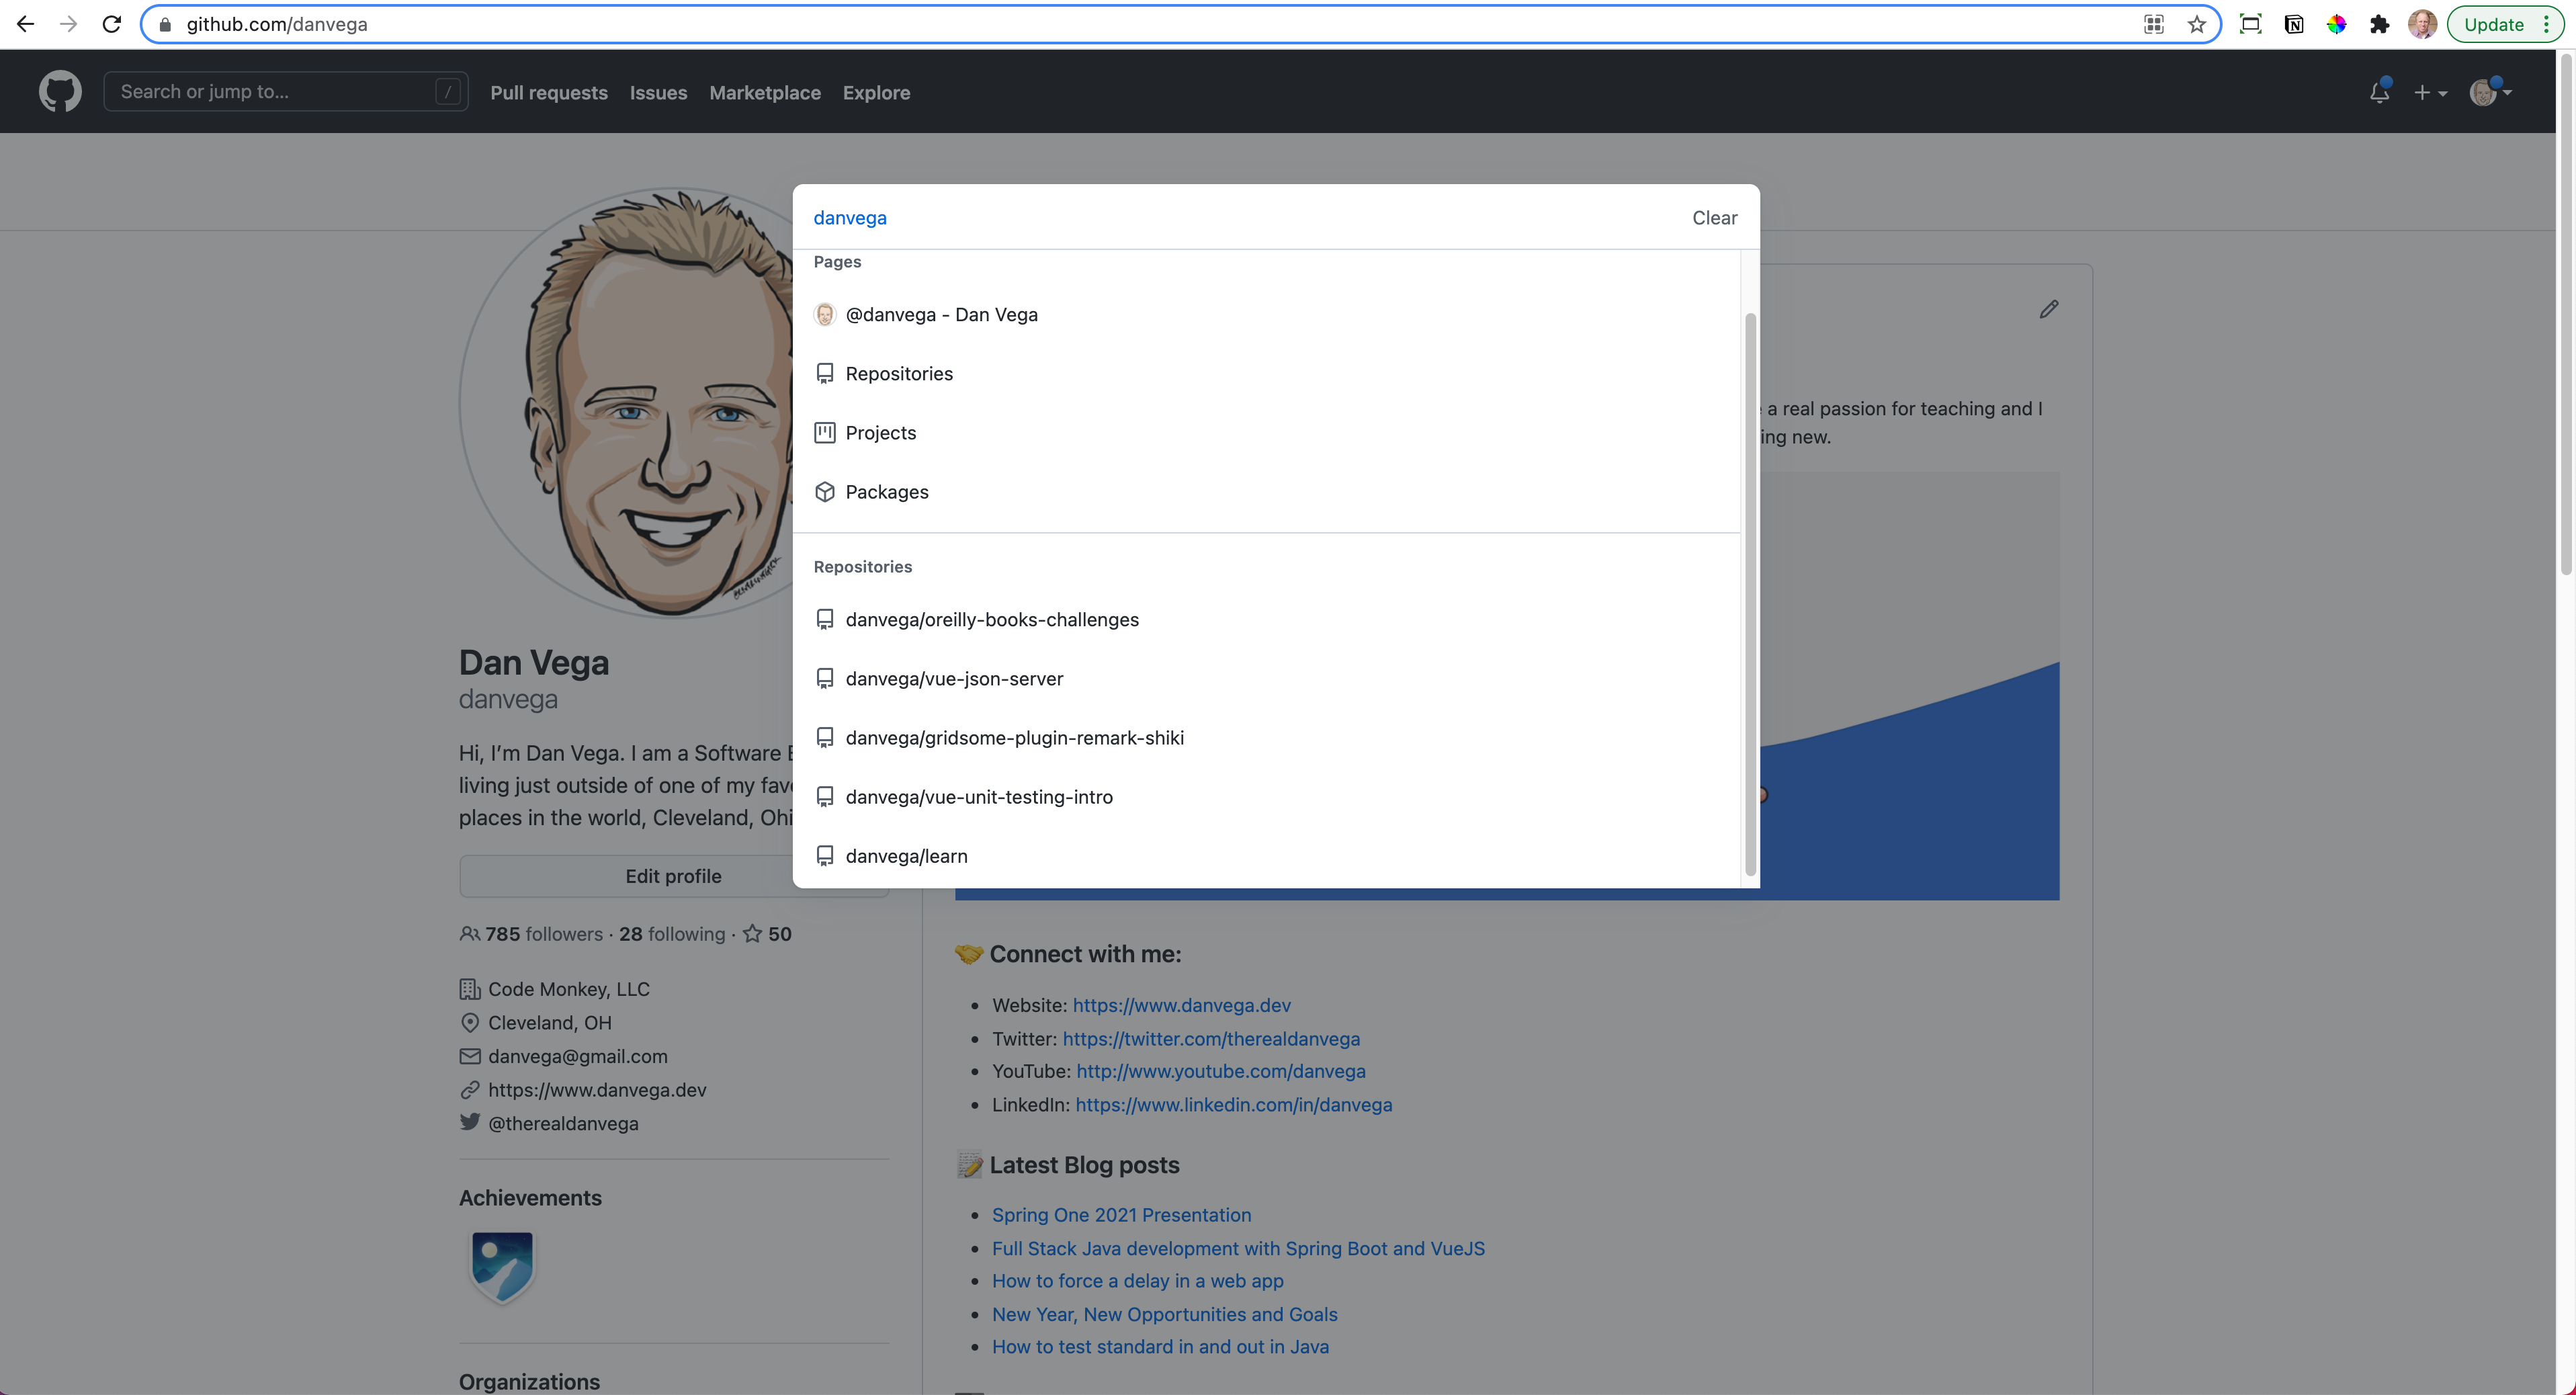 github.com/danvega
Update
Search or jump to...
/
Pull requests
Issues
Marketplace
Explore
danvega
Clear
Pages
@danvega - Dan Vega
Repositories
Projects
Packages
Repositories
danvega/oreilly-books-challenges
danvega/vue-json-server
danvega/gridsome-plugin-remark-shiki
danvega/vue-unit-testing-intro
danvega/learn
a real passion for teaching and I
ing new.
Dan Vega
danvega
Hi, I’m Dan Vega. I am a Software
living just outside of one of my
places in the world, Cleveland,
Edit profile
785 followers · 28 following · 50
Code Monkey, LLC
Cleveland, OH
danvega@gmail.com
https://www.danvega.dev
@therealdanvega
Achievements
Organizations
🤝 Connect with me:
• Website: https://www.danvega.dev
• Twitter: https://twitter.com/therealdanvega
• YouTube: http://www.youtube.com/danvega
• LinkedIn: https://www.linkedin.com/in/danvega
📝 Latest Blog posts
• Spring One 2021 Presentation
• Full Stack Java development with Spring Boot and VueJS
• How to force a delay in a web app
• New Year, New Opportunities and Goals
• How to test standard in and out in Java